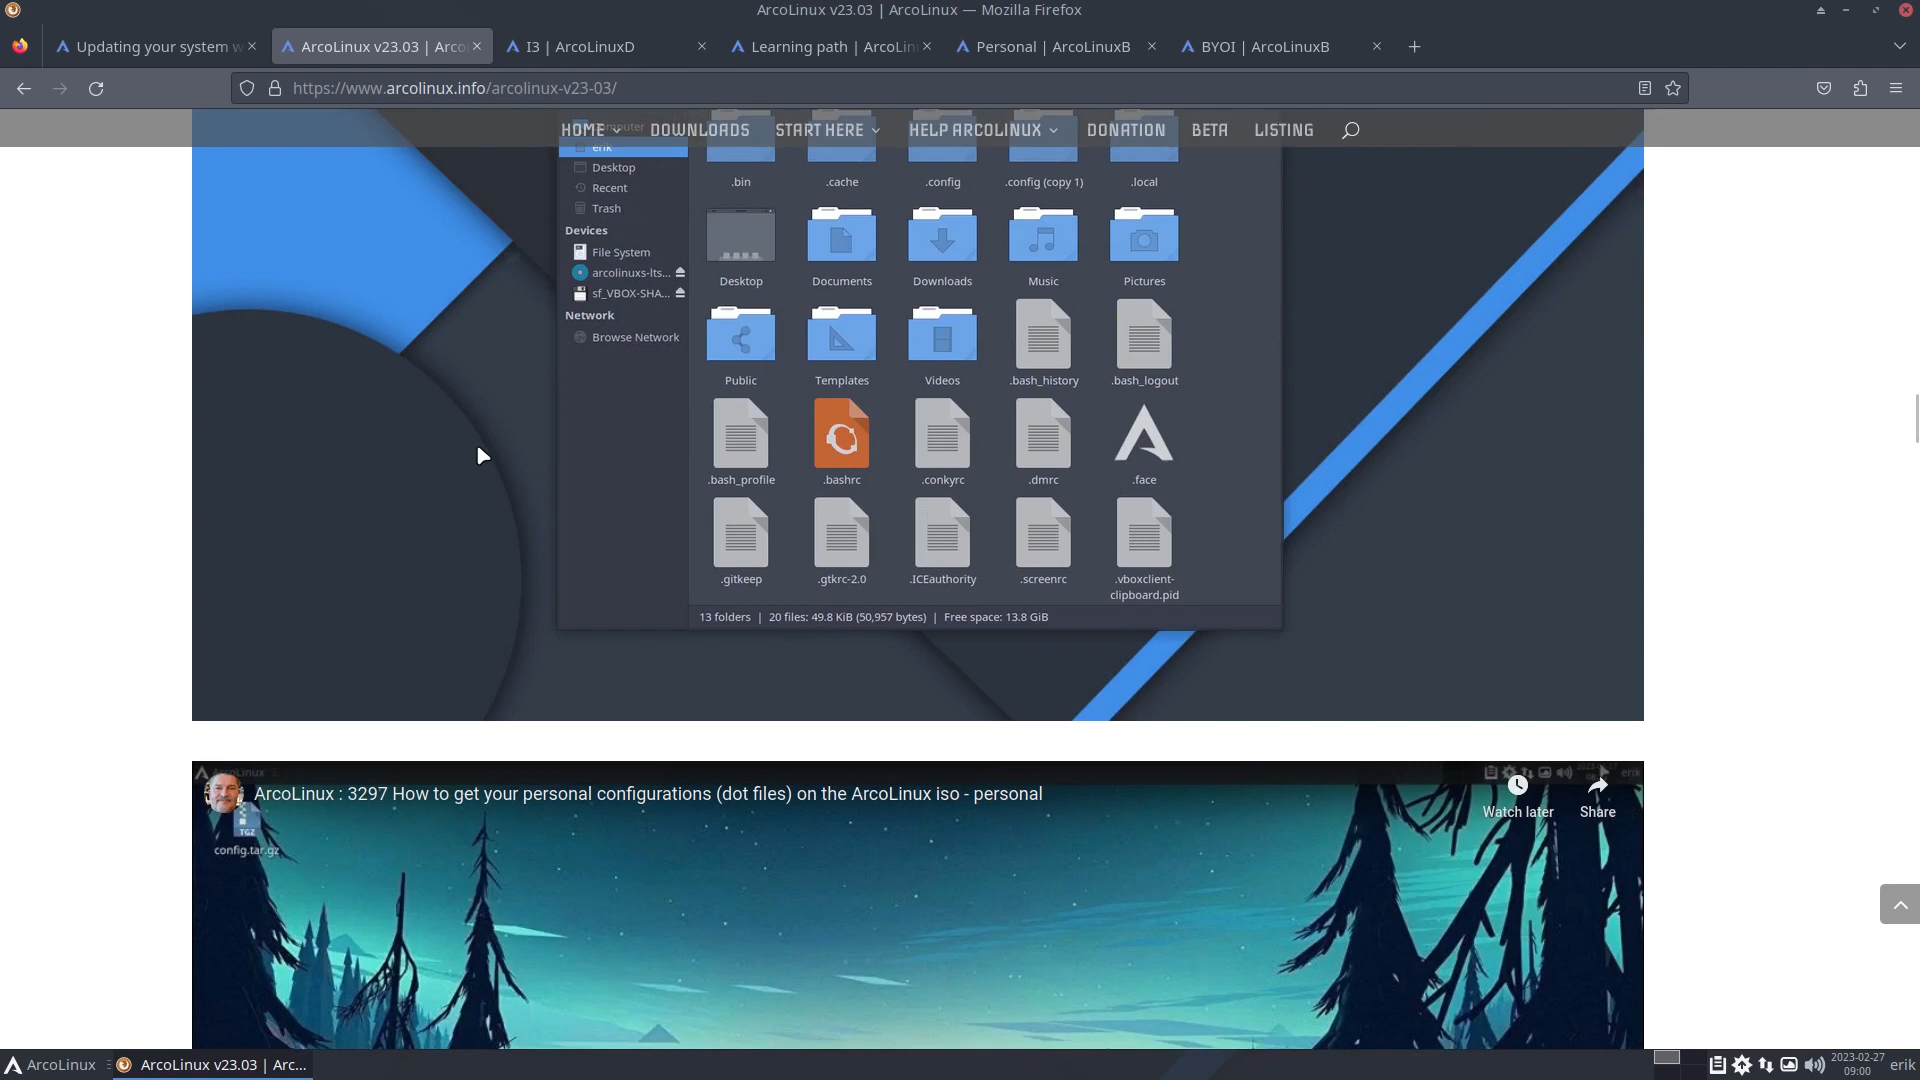 ArcoLinux v23.03 | ArcoLinux — Mozilla Firefox
Updating your system w
ArcoLinux v23.03 | Arco
I3 | ArcoLinuxD
Learning path | ArcoLin
Personal | ArcoLinuxB
BYOI | ArcoLinuxB
https://www.arcolinux.info/arcolinux-v23-03/
HOME
DOWNLOADS
START HERE
HELP ARCOLINUX
DONATION
BETA
LISTING
Computer
erik
Desktop
Recent
Trash
Devices
File System
arcolinuxs-lts...
sf_VBOX-SHA...
Network
Browse Network
.bin
.cache
.config
.config (copy 1)
.local
Desktop
Documents
Downloads
Music
Pictures
Public
Templates
Videos
.bash_history
.bash_logout
.bash_profile
.bashrc
.conkyrc
.dmrc
.face
.gitkeep
.gtkrc-2.0
.ICEauthority
.screenrc
.vboxclient-
clipboard.pid
13 folders | 20 files: 49.8 KiB (50,957 bytes) | Free space: 13.8 GiB
ArcoLinux
erik
ArcoLinux : 3297 How to get your personal configurations (dot files) on the ArcoLinux iso - personal
Watch later
Share
TGZ
config.tar.gz
ArcoLinux
ArcoLinux v23.03 | Arc...
2023-02-27
09:00
erik